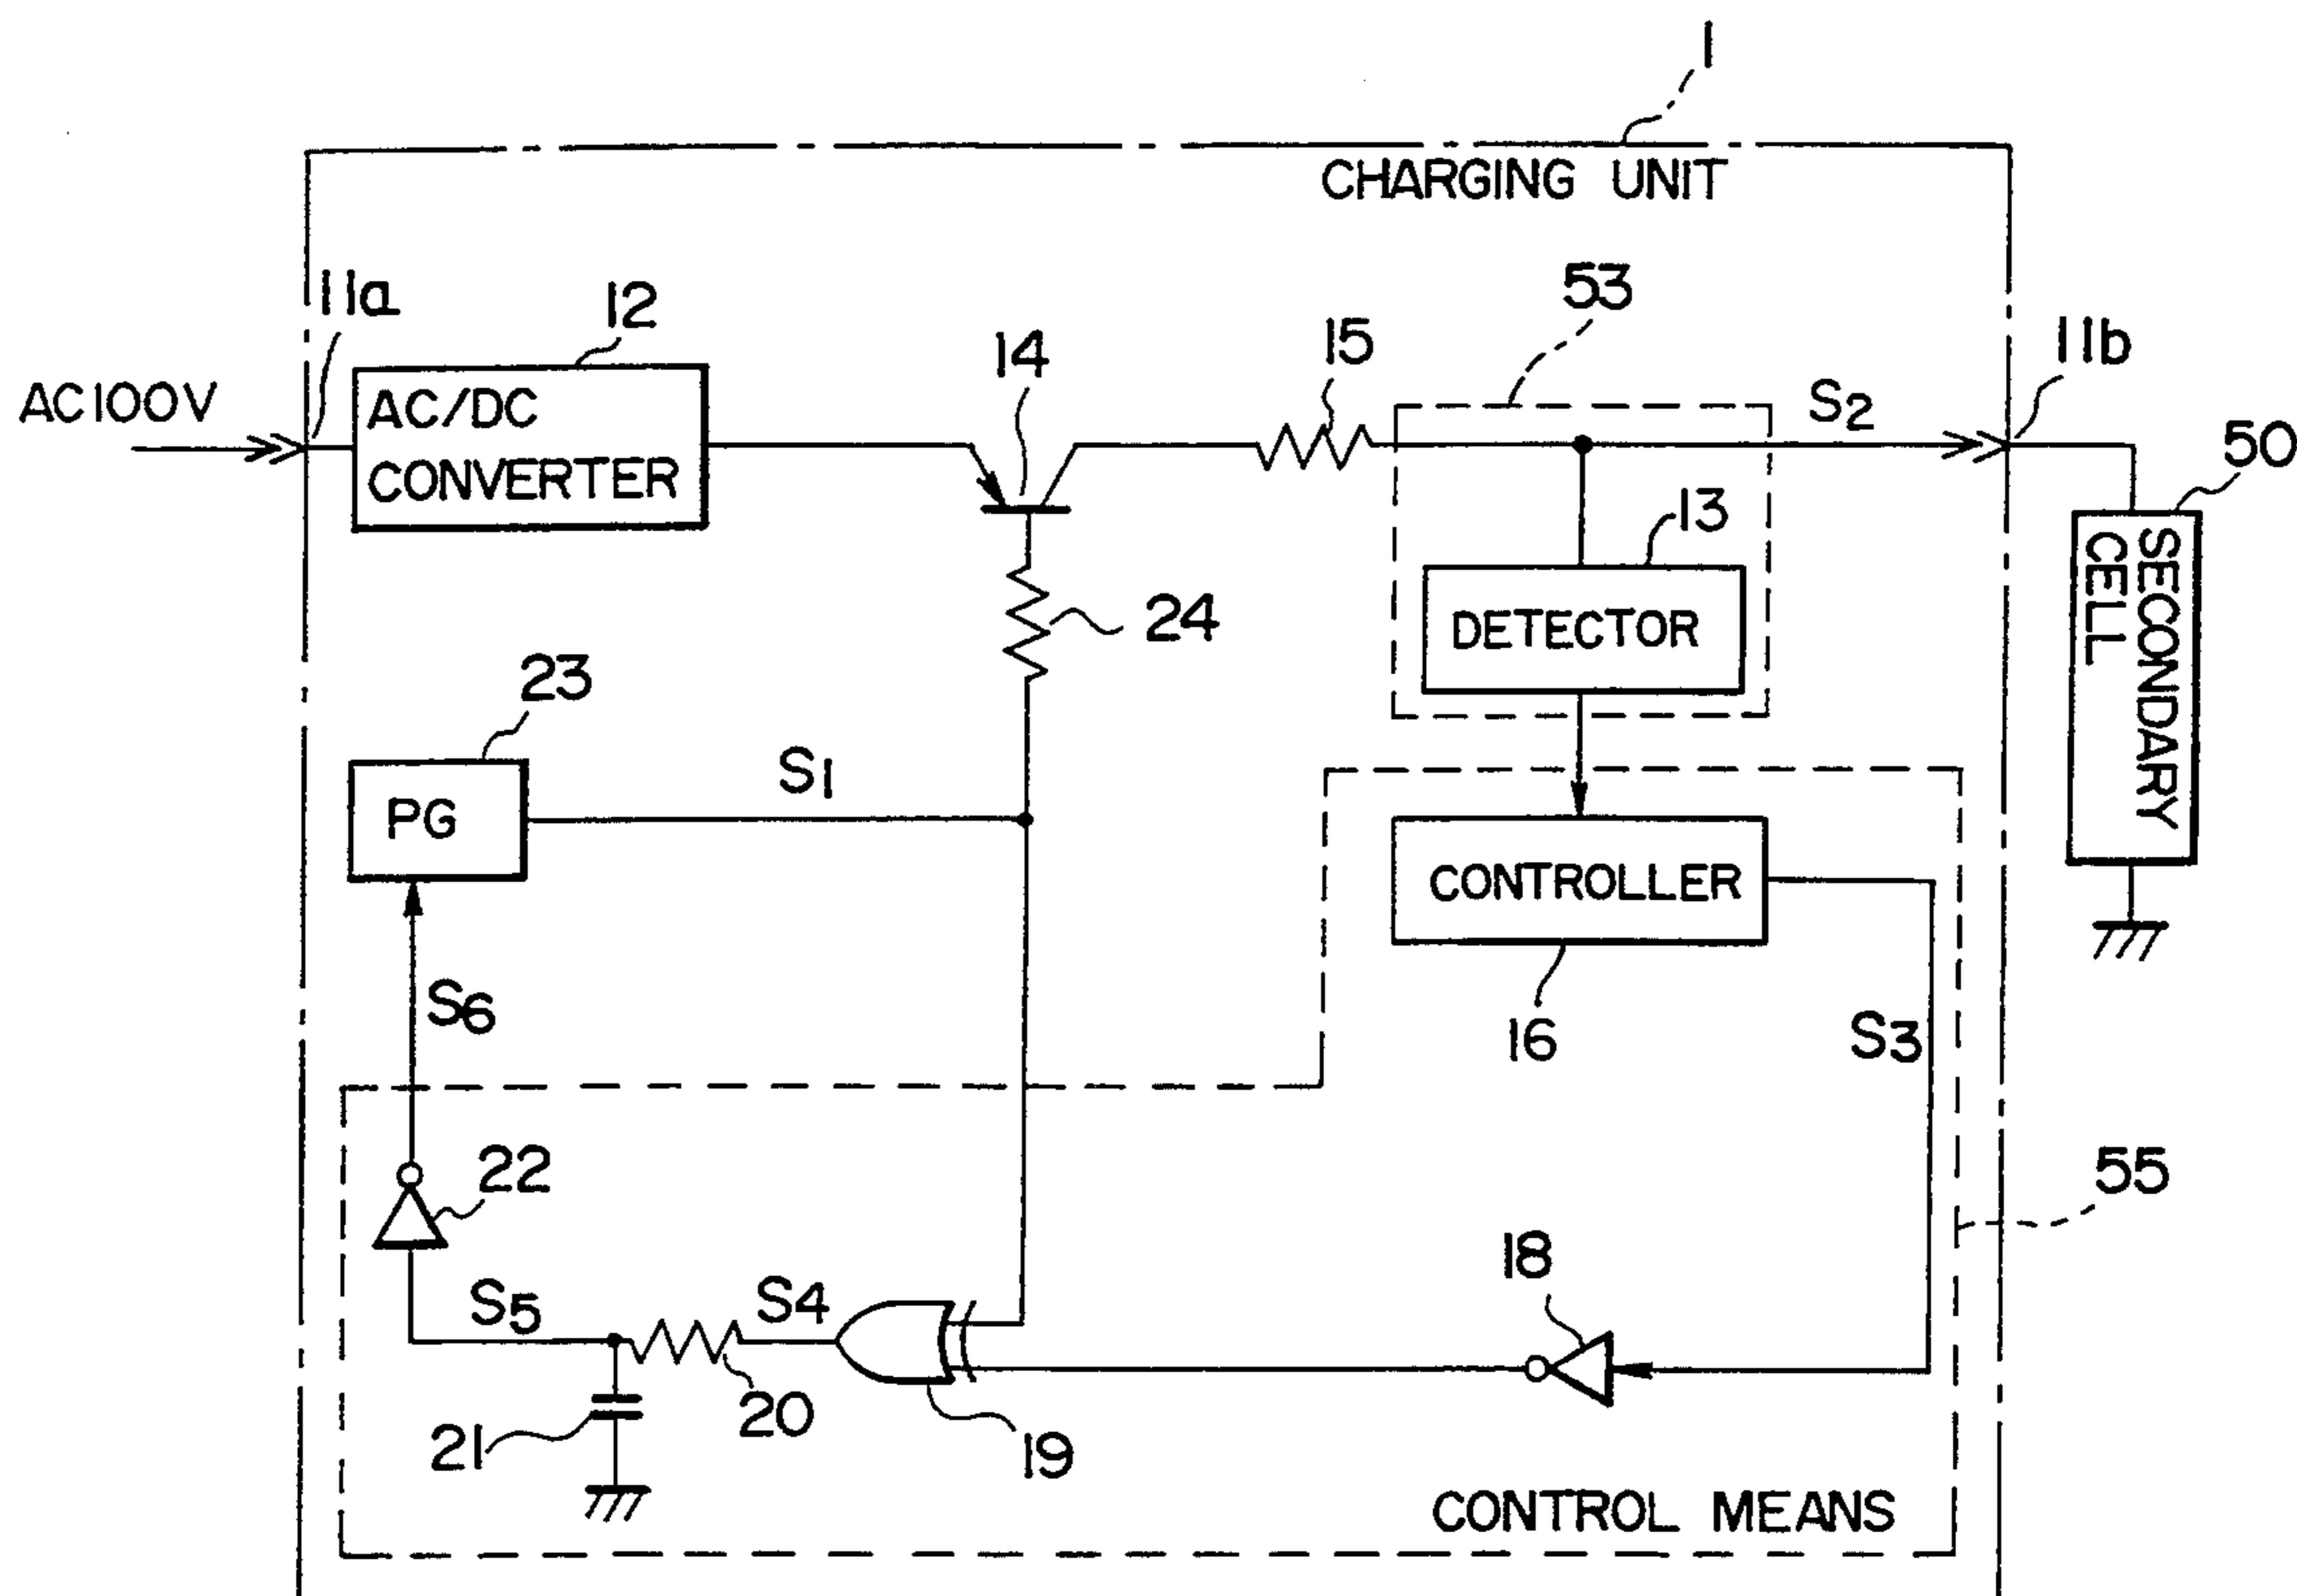 1
CHARGING UNIT
11a
12
14
15
53
11b
AC100V
AC/DC
CONVERTER
S2
50
13
DETECTOR
SECONDARY
CELL
24
23
S1
PG
CONTROLLER
S6
16
S3
22
55
18
S5
S4
21
20
19
CONTROL MEANS